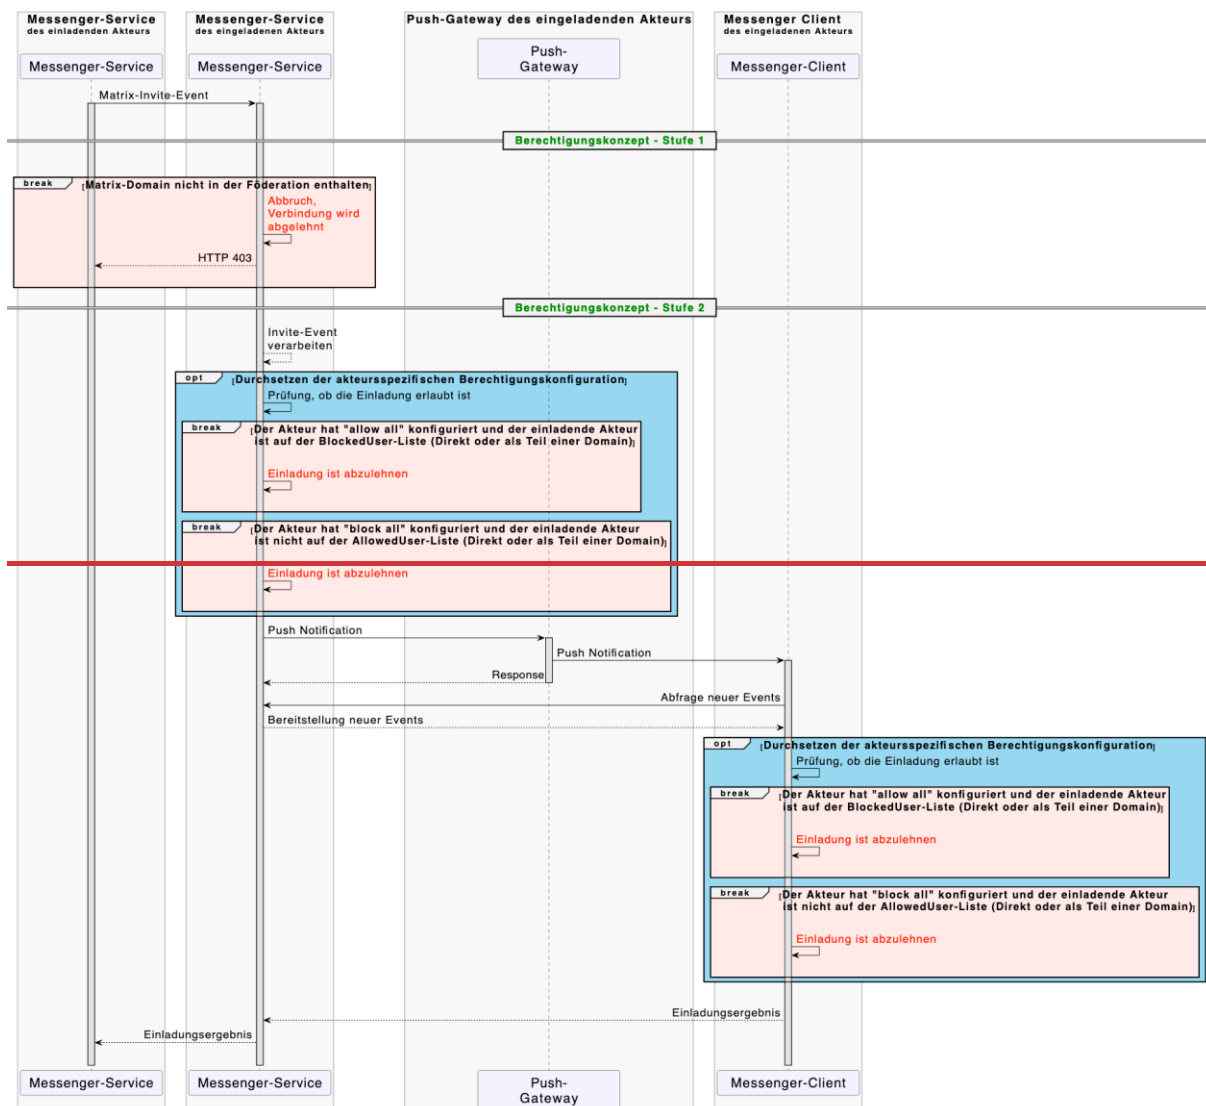 Messenger-Service
des einladenden Akteurs
Messenger-Service
des eingeladenen Akteurs
Push-Gateway des eingeladenden Akteurs
Messenger Client
des eingeladenen Akteurs
Messenger-Service
Messenger-Service
Push-
Gateway
Messenger-Client
Matrix-Invite-Event
Berechtigungskonzept - Stufe 1
break
[Matrix-Domain nicht in der Föderation enthalten]
Abbruch,
Verbindung wird
abgelehnt
HTTP 403
Berechtigungskonzept - Stufe 2
Invite-Event
verarbeiten
opt
[Durchsetzen der akteursspezifischen Berechtigungskonfiguration]
Prüfung, ob die Einladung erlaubt ist
break
[Der Akteur hat "allow all" konfiguriert und der einladende Akteur
ist auf der BlockedUser-Liste (Direkt oder als Teil einer Domain)]
Einladung ist abzulehnen
break
[Der Akteur hat "block all" konfiguriert und der einladende Akteur
ist nicht auf der AllowedUser-Liste (Direkt oder als Teil einer Domain)]
Einladung ist abzulehnen
Push Notification
Push Notification
Response
Abfrage neuer Events
Bereitstellung neuer Events
opt
[Durchsetzen der akteursspezifischen Berechtigungskonfiguration]
Prüfung, ob die Einladung erlaubt ist
break
[Der Akteur hat "allow all" konfiguriert und der einladende Akteur
ist auf der BlockedUser-Liste (Direkt oder als Teil einer Domain)]
Einladung ist abzulehnen
break
[Der Akteur hat "block all" konfiguriert und der einladende Akteur
ist nicht auf der AllowedUser-Liste (Direkt oder als Teil einer Domain)]
Einladung ist abzulehnen
Einladungsergebnis
Einladungsergebnis
Messenger-Service
Messenger-Service
Push-
Gateway
Messenger-Client